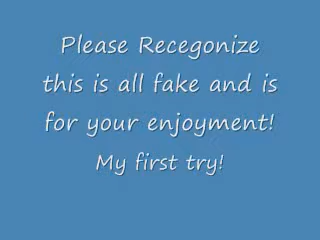 Please Recegonize
this is all fake and is
for your enjoyment!
My first try!